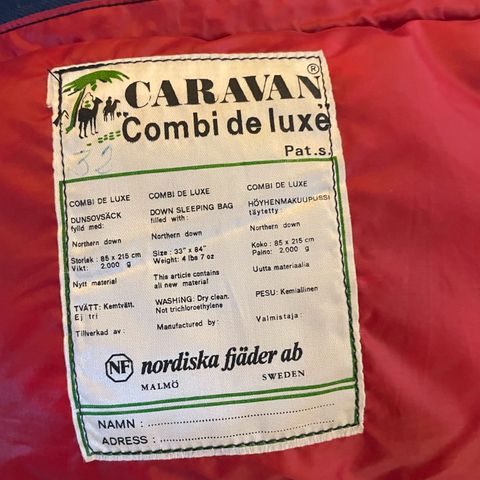 CARAVAN ®
"Combi de luxe"
Pat.s.
COMBI DE LUXE
DUNSOVSÄCK
fylld med:
Northern down
Storlek: 85 x 215 cm
Vikt: 2.000 g
Nytt material
TVÄTT: Kemtvätt.
Ej tri
Tillverkad av:
COMBI DE LUXE
DOWN SLEEPING BAG
filled with:
Northern down
Size: 33" x 84"
Weight: 4 lbs 7 oz
This article contains
all new material
WASHING: Dry clean.
Not trichloroethylene
Manufactured by:
COMBI DE LUXE
HÖYHENMAKUUPUSSI
täytetty:
Northern down
Koko: 85 x 215 cm
Paino: 2.000 g
Uutta materiaalia
PESU: Kemiallinen
Valmistaja:
NF nordiska fjäder ab
MALMÖ SWEDEN
NAMN:
ADRESS: